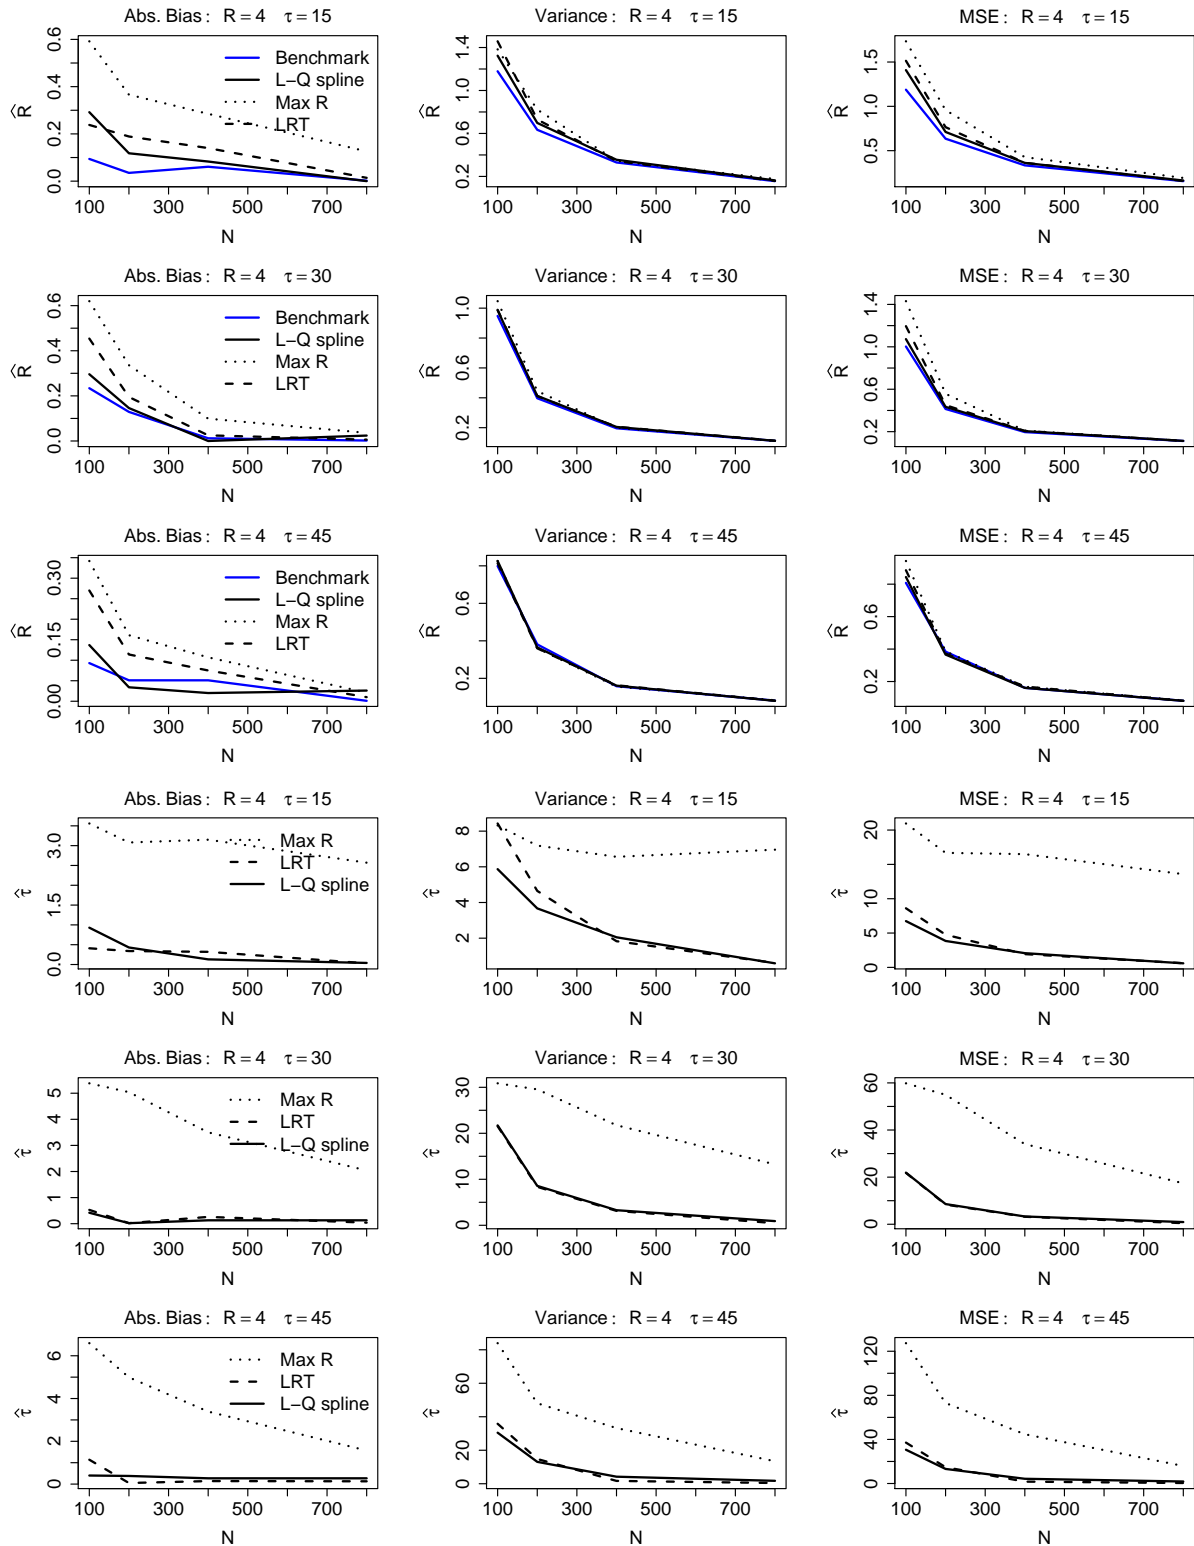 Abs. Bias : R = 4 τ = 15
R̂
0.0 0.2 0.4 0.6
Benchmark
L−Q spline
Max R
LRT
100 300 500 700
N
Variance : R = 4 τ = 15
R̂
0.2 0.6 1.0 1.4
100 300 500 700
N
MSE : R = 4 τ = 15
R̂
0.5 1.0 1.5
100 300 500 700
N
Abs. Bias : R = 4 τ = 30
R̂
0.0 0.2 0.4 0.6
Benchmark
L−Q spline
Max R
LRT
100 300 500 700
N
Variance : R = 4 τ = 30
R̂
0.2 0.6 1.0
100 300 500 700
N
MSE : R = 4 τ = 30
R̂
0.2 0.6 1.0 1.4
100 300 500 700
N
Abs. Bias : R = 4 τ = 45
R̂
0.00 0.15 0.30
Benchmark
L−Q spline
Max R
LRT
100 300 500 700
N
Variance : R = 4 τ = 45
R̂
0.2 0.6
100 300 500 700
N
MSE : R = 4 τ = 45
R̂
0.2 0.6
100 300 500 700
N
Abs. Bias : R = 4 τ = 15
τ̂
0.0 1.5 3.0
Max R
LRT
L−Q spline
100 300 500 700
N
Variance : R = 4 τ = 15
τ̂
2 4 6 8
100 300 500 700
N
MSE : R = 4 τ = 15
τ̂
0 5 10 20
100 300 500 700
N
Abs. Bias : R = 4 τ = 30
τ̂
0 1 2 3 4 5
Max R
LRT
L−Q spline
100 300 500 700
N
Variance : R = 4 τ = 30
τ̂
0 10 20 30
100 300 500 700
N
MSE : R = 4 τ = 30
τ̂
0 20 40 60
100 300 500 700
N
Abs. Bias : R = 4 τ = 45
τ̂
0 2 4 6
Max R
LRT
L−Q spline
100 300 500 700
N
Variance : R = 4 τ = 45
τ̂
0 20 60
100 300 500 700
N
MSE : R = 4 τ = 45
τ̂
0 40 80 120
100 300 500 700
N